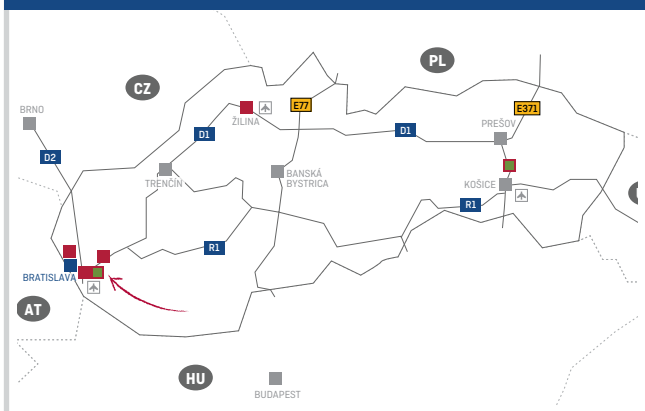 PL
CZ
E77
E371
BRNO
ŽILINA
D1
D1
PREŠOV
D2
BANSKÁ
BYSTRICA
TRENČÍN
KOŠICE
R1
R1
BRATISLAVA
AT
HU
BUDAPEST